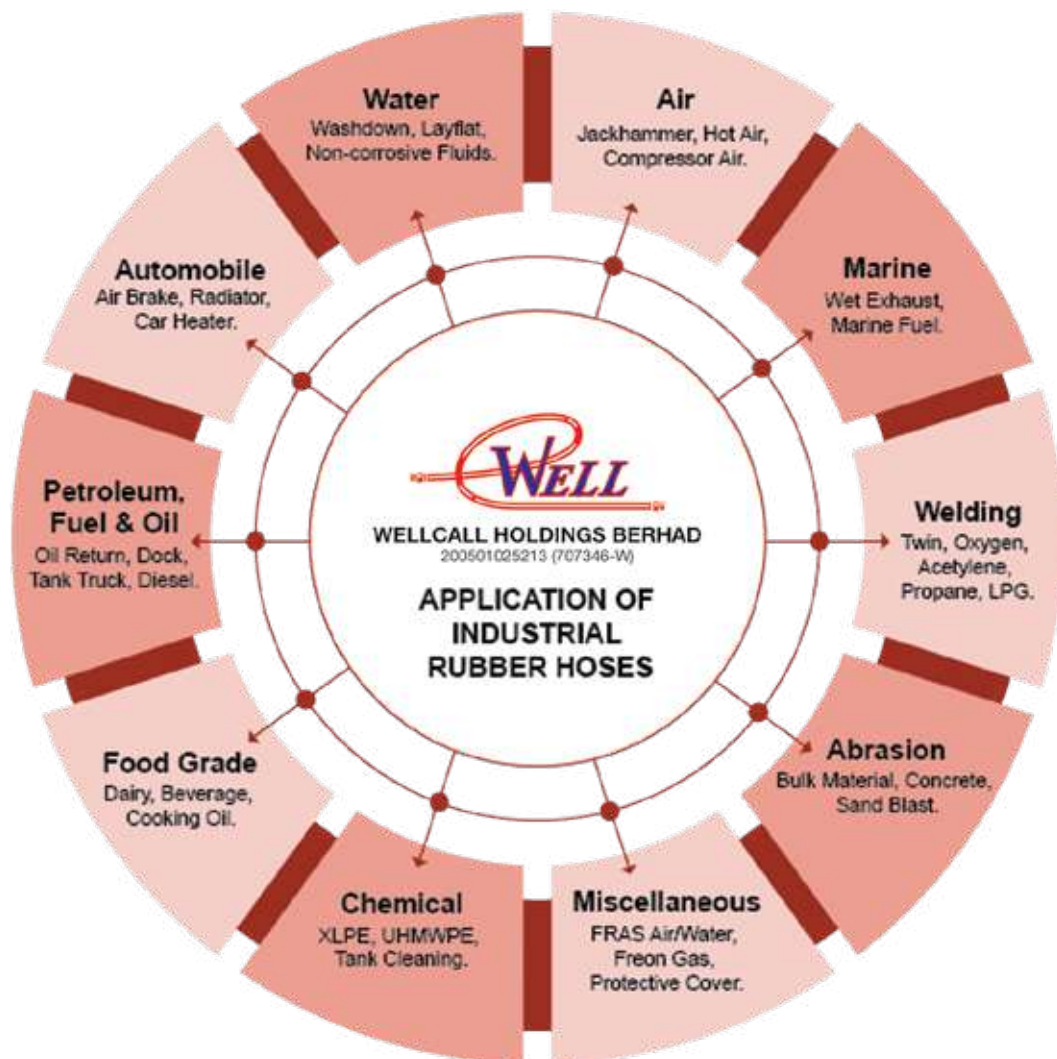 Water
Washdown, Layflat,
Non-corrosive Fluids.
Air
Jackhammer, Hot Air,
Compressor Air.
Marine
Wet Exhaust,
Marine Fuel.
Welding
Twin, Oxygen,
Acetylene,
Propane, LPG.
Abrasion
Bulk Material, Concrete,
Sand Blast.
Miscellaneous
FRAS Air/Water,
Freon Gas,
Protective Cover.
Chemical
XLPE, UHMWPE,
Tank Cleaning.
Food Grade
Dairy, Beverage,
Cooking Oil.
Petroleum,
Fuel & Oil
Oil Return, Dock,
Tank Truck, Diesel.
Automobile
Air Brake, Radiator,
Car Heater.
WELL
WELLCALL HOLDINGS BERHAD
200501025213 (707346-W)
APPLICATION OF
INDUSTRIAL
RUBBER HOSES